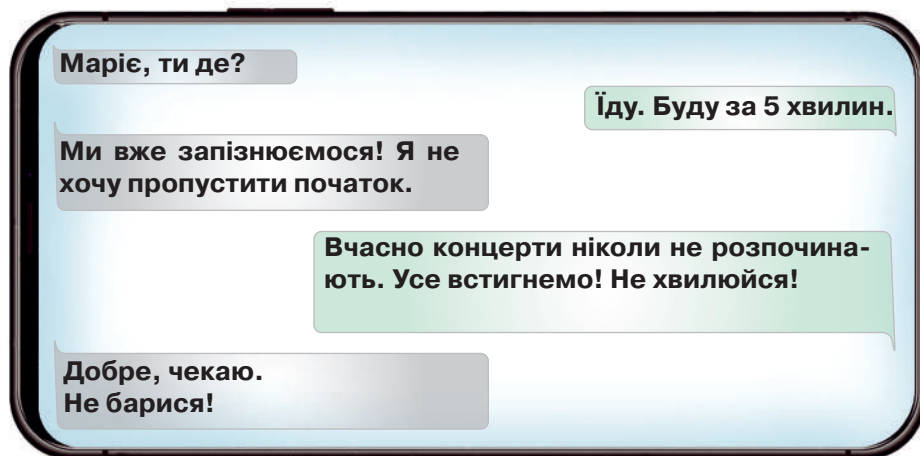 Маріє, ти де?
Їду. Буду за 5 хвилин.
Ми вже запізнюємося! Я не
хочу пропустити початок.
Вчасно концерти ніколи не розпочина-
ють. Усе встигнемо! Не хвилюйся!
Добре, чекаю.
Не барися!